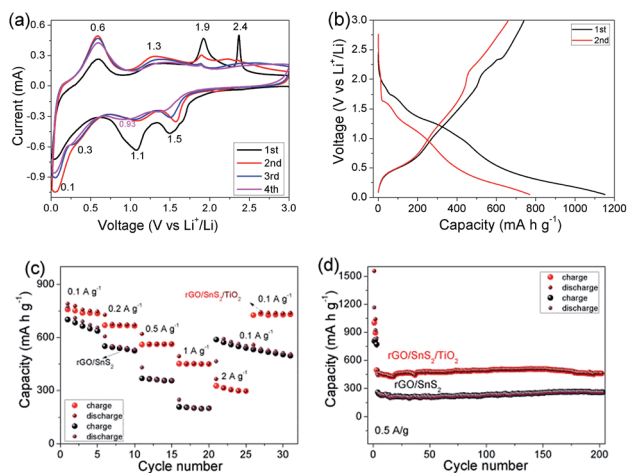 (a)
0.6
1.3
1.9
2.4
0.1
0.3
0.93
1.1
1.5
1st
2nd
3rd
4th
Current (mA)
0.6
0.3
0.0
-0.3
-0.6
-0.9
0.0 0.5 1.0 1.5 2.0 2.5 3.0
Voltage (V vs Li⁺/Li)
(b)
1st
2nd
Voltage (V vs Li⁺/Li)
3.0
2.5
2.0
1.5
1.0
0.5
0.0
0 200 400 600 800 1000 1200
Capacity (mA h g⁻¹)
(c)
0.1 A g⁻¹
0.2 A g⁻¹
0.5 A g⁻¹
1 A g⁻¹
2 A g⁻¹
rGO/SnS₂/TiO₂
0.1 A g⁻¹
0.1 A g⁻¹
rGO/SnS₂
charge
discharge
charge
discharge
Capacity (mA h g⁻¹)
900
600
300
0
0 5 10 15 20 25 30
Cycle number
(d)
charge
discharge
charge
discharge
rGO/SnS₂/TiO₂
rGO/SnS₂
0.5 A/g
Capacity (mA h g⁻¹)
1500
1200
900
600
300
0
0 50 100 150 200
Cycle number